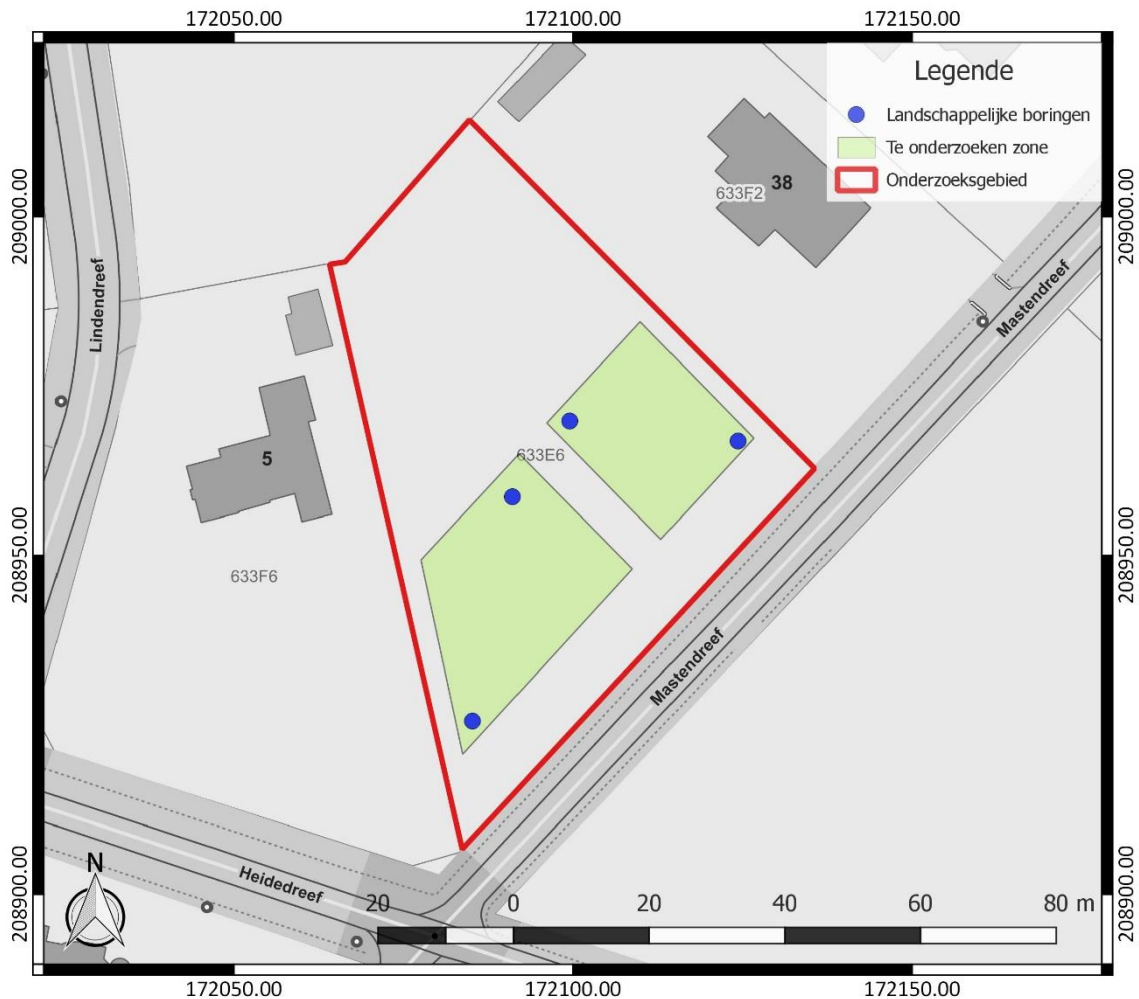 172050.00
172100.00
172150.00
Legende
Landschappelijke boringen
Te onderzoeken zone
Onderzoeksgebied
38
633F2
209000.00
209000.00
Lindendreef
Mastendreef
5
633E6
208950.00
208950.00
633F6
Mastendreef
N
Heidedreef
208900.00
208900.00
20
0
20
40
60
80 m
172050.00
172100.00
172150.00